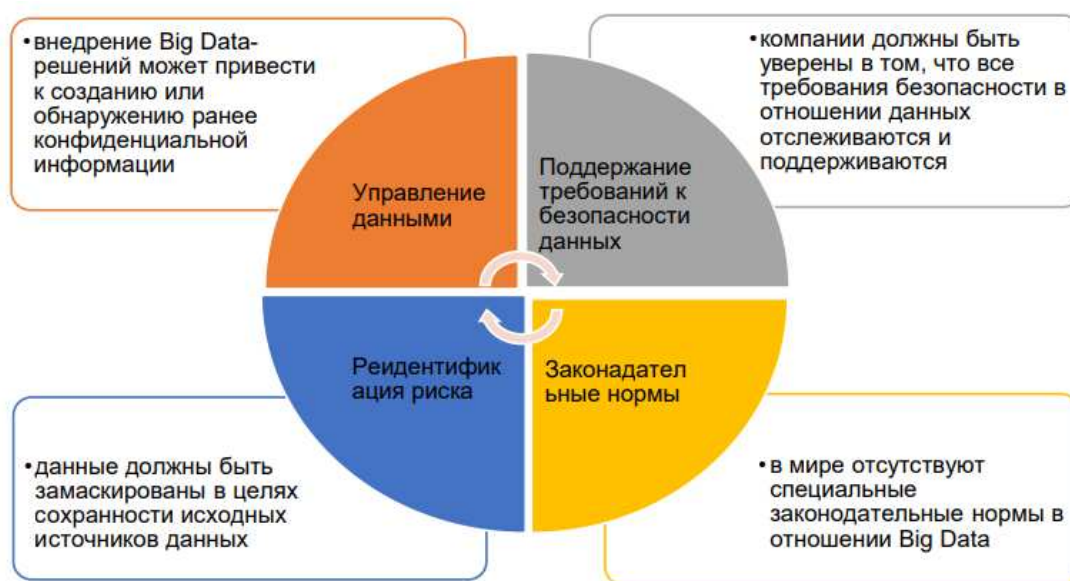 •внедрение Big Data-
решений может привести
к созданию или
обнаружению ранее
конфиденциальной
информации
•компании должны быть
уверены в том, что все
требования безопасности в
отношении данных
отслеживаются и
поддерживаются
Управление
данными
Поддержание
требований к
безопасности
данных
Реидентифик
ация риска
Законадател
ьные нормы
•данные должны быть
замаскированы в целях
сохранности исходных
источников данных
•в мире отсутствуют
специальные
законодательные нормы в
отношении Big Data